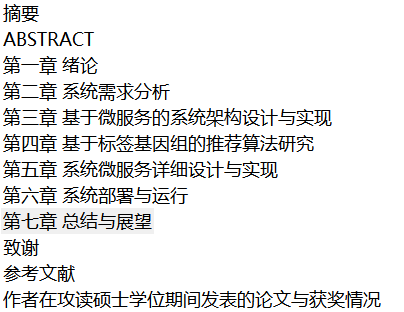 摘要
ABSTRACT
第一章 绪论
第二章 系统需求分析
第三章 基于微服务的系统架构设计与实现
第四章 基于标签基因组的推荐算法研究
第五章 系统微服务详细设计与实现
第六章 系统部署与运行
第七章 总结与展望
致谢
参考文献
作者在攻读硕士学位期间发表的论文与获奖情况